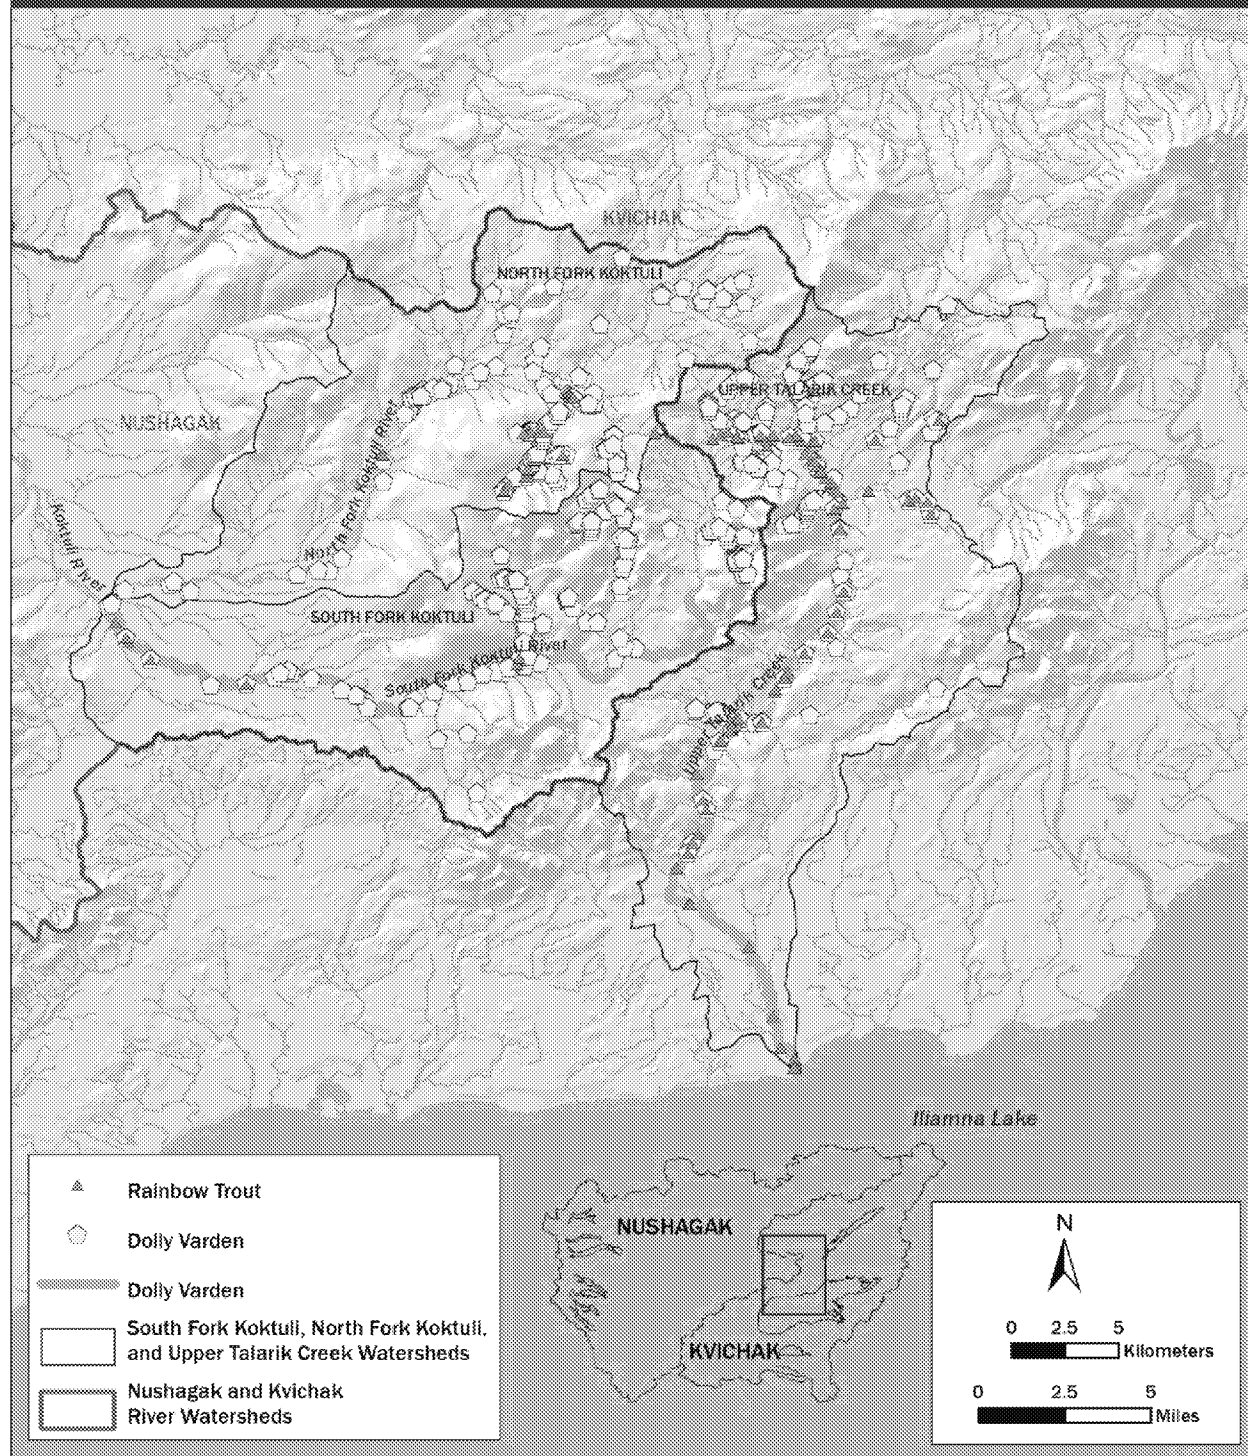 KVICHAK
NORTH FORK KOKTULI
UPPER TALARIK CREEK
NUSHAGAK
North Fork Koktuli River
Koktuli River
SOUTH FORK KOKTULI
South Fork Koktuli River
Upper Talarik Creek
Iliamna Lake
Rainbow Trout
Dolly Varden
Dolly Varden
South Fork Koktuli, North Fork Koktuli,
and Upper Talarik Creek Watersheds
Nushagak and Kvichak
River Watersheds
NUSHAGAK
KVICHAK
N
0 2.5 5
Kilometers
0 2.5 5
Miles